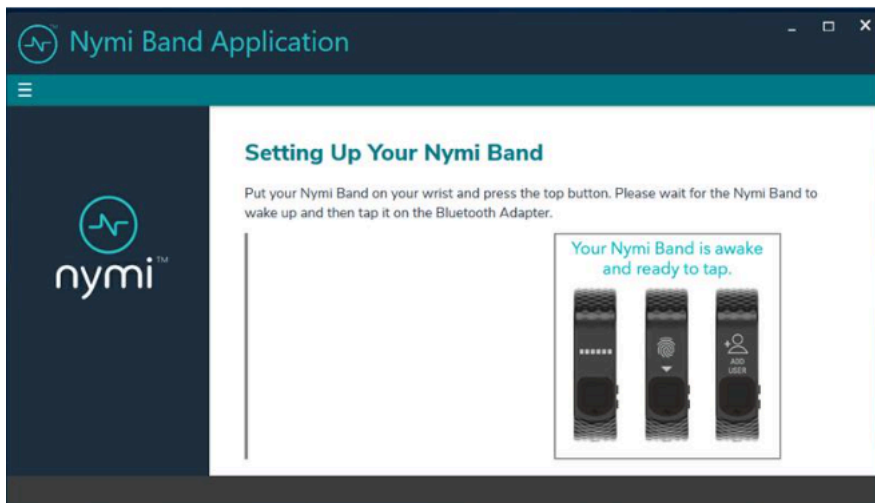 Nymi Band Application
Setting Up Your Nymi Band
Put your Nymi Band on your wrist and press the top button. Please wait for the Nymi Band to
wake up and then tap it on the Bluetooth Adapter.
nymi™
Your Nymi Band is awake
and ready to tap.
ADD
USER